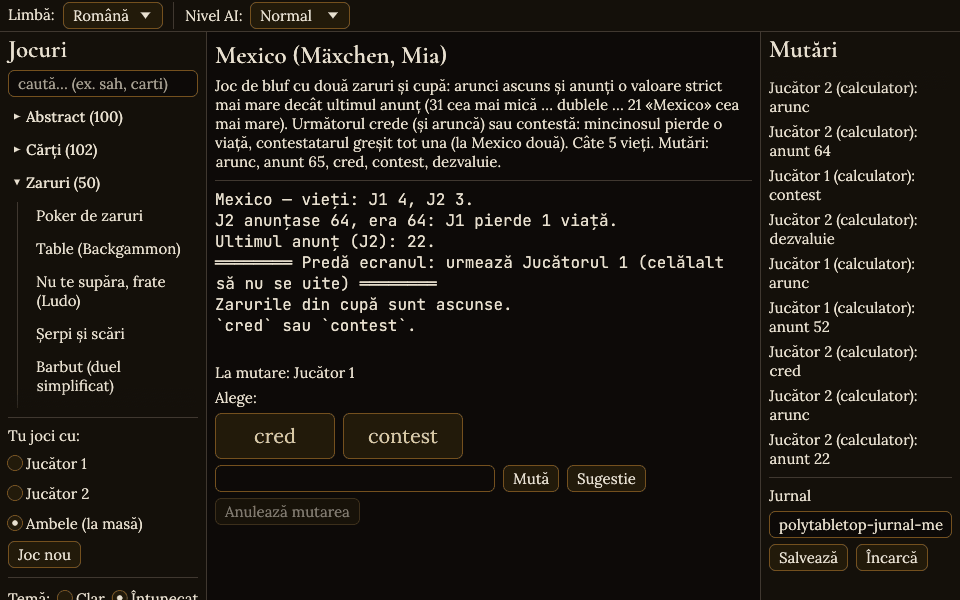 Limbă: Română ▼ Nivel AI: Normal ▼
Jocuri
caută... (ex. sah, carti)
▸ Abstract (100)
▸ Cărți (102)
▾ Zaruri (50)
Poker de zaruri
Table (Backgammon)
Nu te supăra, frate
(Ludo)
Șerpi și scări
Barbut (duel
simplificat)
Tu joci cu:
Jucător 1
Jucător 2
Ambele (la masă)
Joc nou
Temă: Clar Întunecat
Mexico (Mäxchen, Mia)
Joc de bluf cu două zaruri și cupă: arunci ascuns și anunți o valoare strict
mai mare decât ultimul anunț (31 cea mai mică ... dublele ... 21 «Mexico» cea
mai mare). Următorul crede (și aruncă) sau contestă: mincinosul pierde o
viață, contestatarul greșit tot una (la Mexico două). Câte 5 vieți. Mutări:
arunc, anunt 65, cred, contest, dezvaluie.
Mexico — vieți: J1 4, J2 3.
J2 anunțase 64, era 64: J1 pierde 1 viață.
Ultimul anunț (J2): 22.
════════ Predă ecranul: urmează Jucătorul 1 (celălalt
să nu se uite) ════════
Zarurile din cupă sunt ascunse.
`cred` sau `contest`.
La mutare: Jucător 1
Alege:
cred contest
Mută Sugestie
Anulează mutarea
Mutări
Jucător 2 (calculator):
arunc
Jucător 2 (calculator):
anunt 64
Jucător 1 (calculator):
contest
Jucător 2 (calculator):
dezvaluie
Jucător 1 (calculator):
arunc
Jucător 1 (calculator):
anunt 52
Jucător 2 (calculator):
cred
Jucător 2 (calculator):
arunc
Jucător 2 (calculator):
anunt 22
Jurnal
polytabletop-jurnal-me
Salvează Încarcă